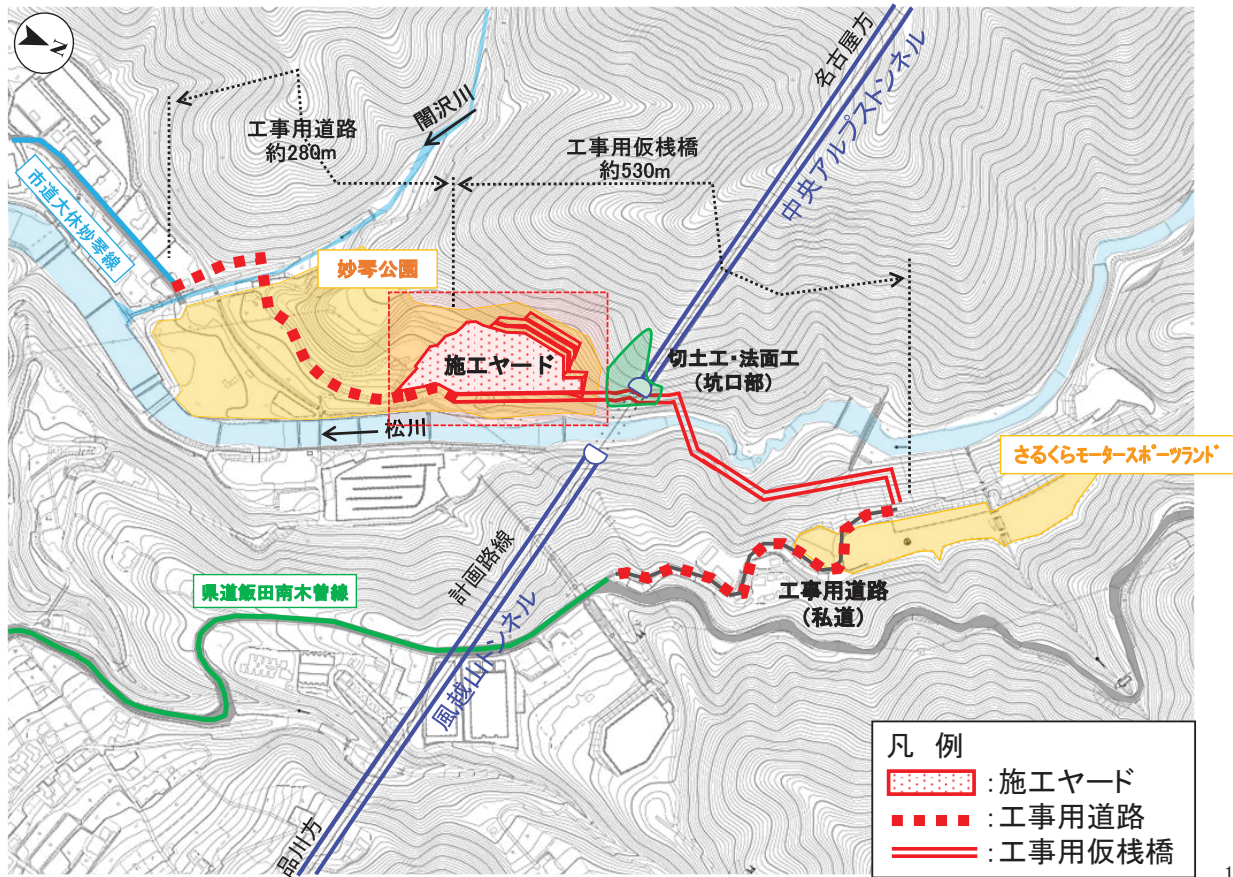 N
名古屋方
中央アルプストンネル
闇沢川
工事用道路
約280m
工事用仮桟橋
約530m
市道大休妙琴線
妙琴公園
施工ヤード
切土工・法面工
(坑口部)
松川
さるくらモータースポーツランド
計画路線
風越山トンネル
県道飯田南木曽線
工事用道路
(私道)
品川方
凡 例
:施工ヤード
:工事用道路
:工事用仮桟橋
1